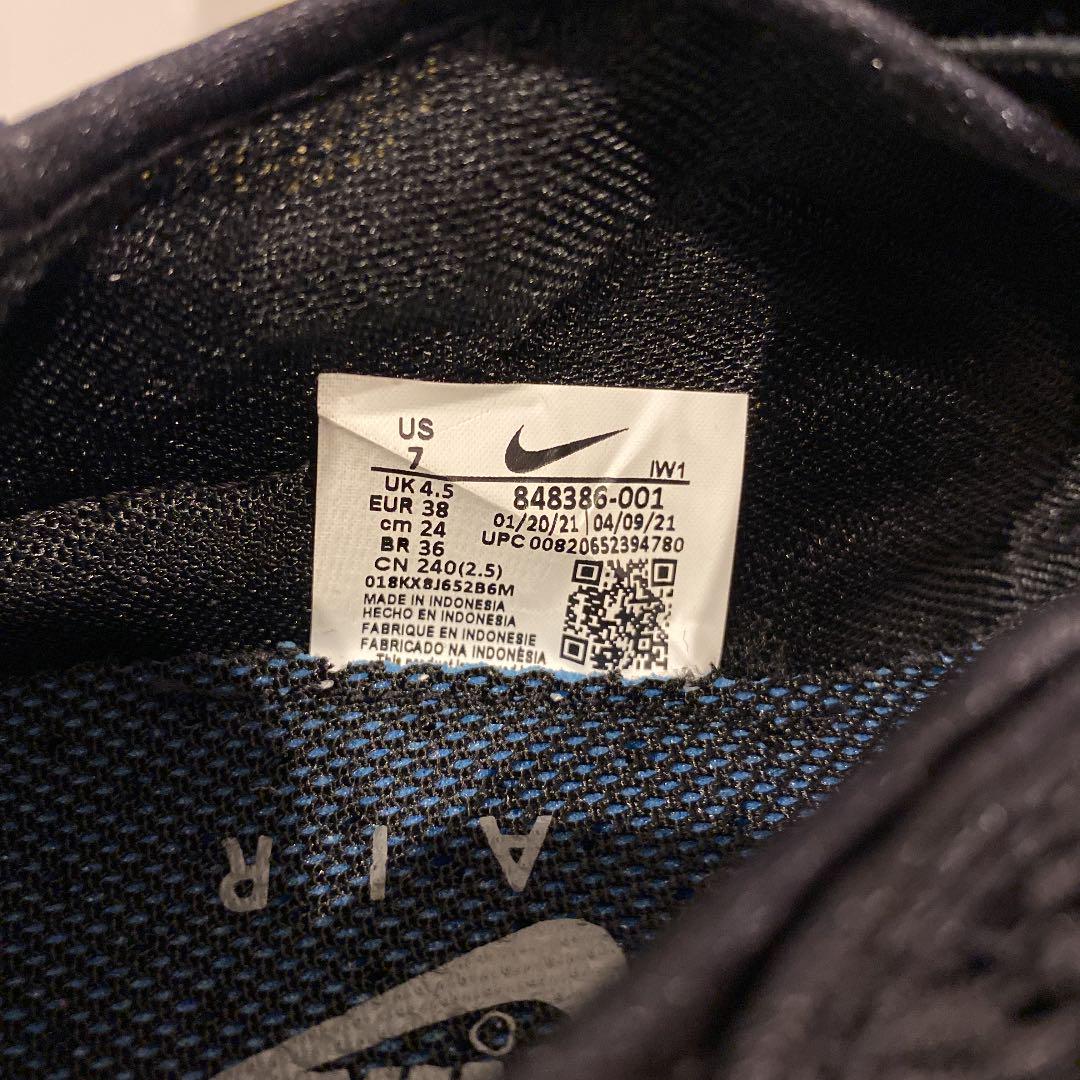 US
7
IW1
UK 4.5
EUR 38
cm 24
BR 36
CN 240(2.5)
848386-001
01/20/21 04/09/21
UPC 00820652394780
018KX8J652B6M
MADE IN INDONESIA
HECHO EN INDONESIA
FABRIQUE EN INDONESIE
FABRICADO NA INDONÉSIA
This product
AIR